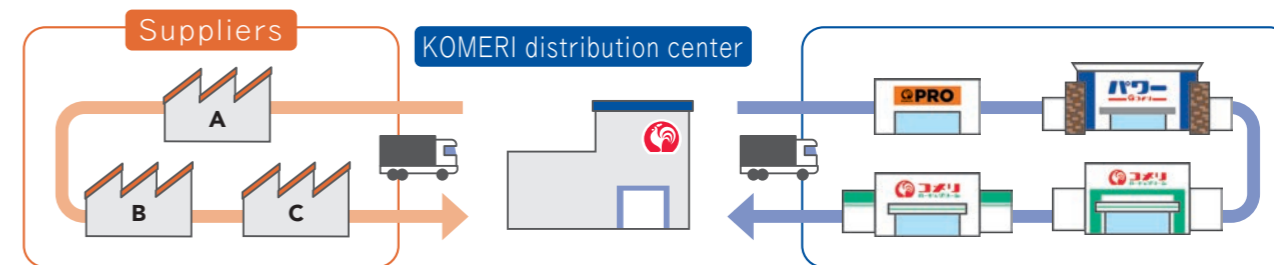 Suppliers
KOMERI distribution center
A
B
C
PRO
パワー
コメリ
コメリ